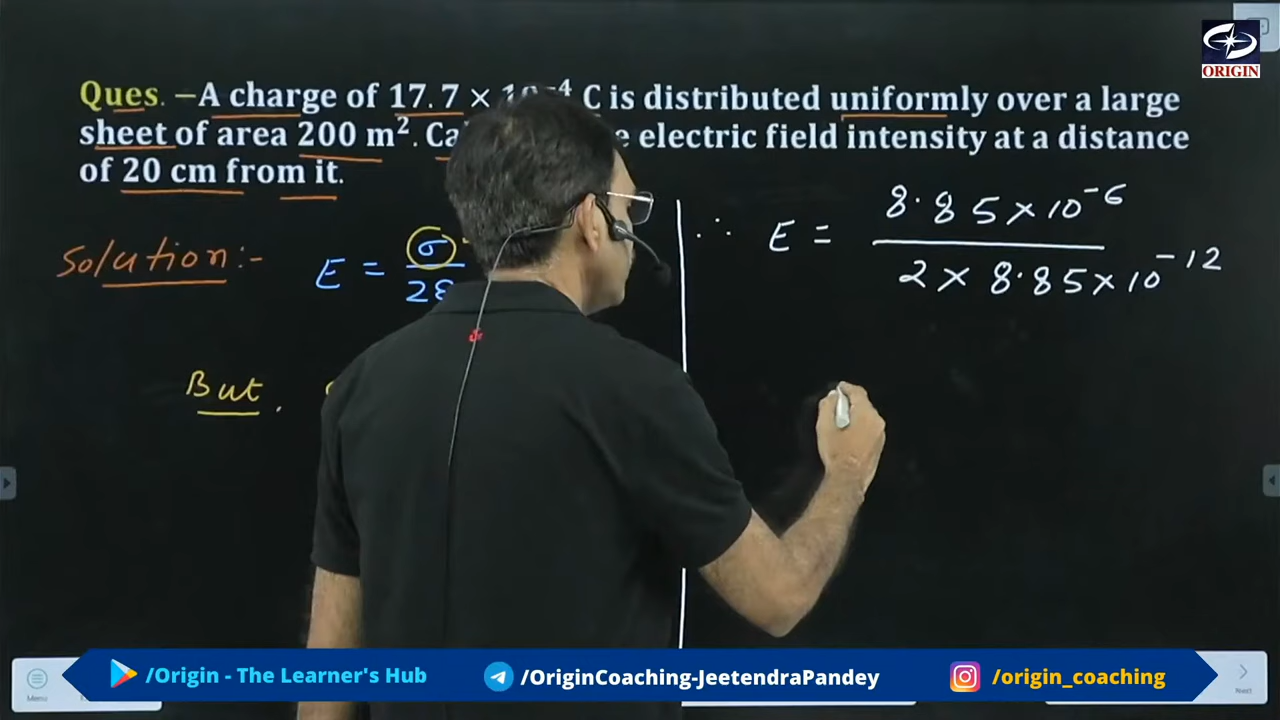 ORIGIN
Ques. –A charge of 17.7 × C is distributed uniformly over a large
sheet of area 200 m². electric field intensity at a distance
of 20 cm from it.
Solution:-
E = σ
But,
∴ E = 8.85×10⁻⁶
2 × 8.85×10⁻¹²
/Origin - The Learner's Hub
/OriginCoaching-JeetendraPandey
/origin_coaching
Menu
Next